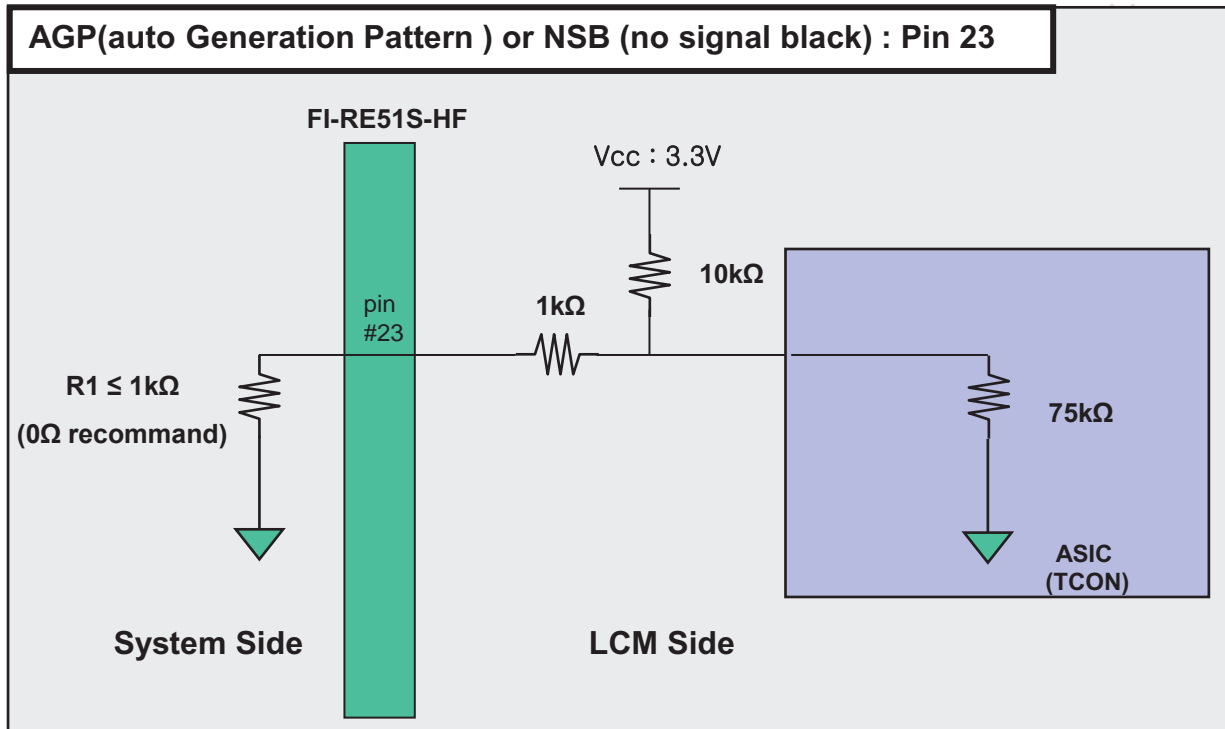 AGP(auto Generation Pattern ) or NSB (no signal black) : Pin 23
FI-RE51S-HF
Vcc : 3.3V
10kΩ
1kΩ
pin
#23
R1 ≤ 1kΩ
(0Ω recommand)
75kΩ
ASIC
(TCON)
System Side
LCM Side